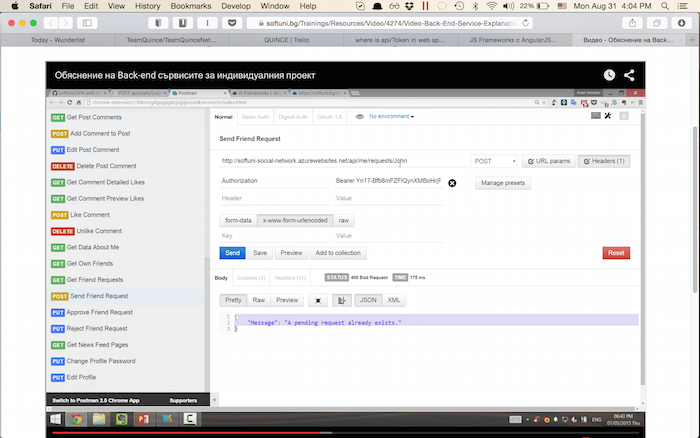 Safari File Edit View History Bookmarks Develop Window Help
22% Mon Aug 31 4:04 PM
softuni.bg/Trainings/Resources/Video/4274/Video-Back-End-Service-Explanatio
Today - Wunderlist
TeamQuince/TeamQuinceNet...
QUINCE | Trello
where is api/Token in web ap...
JS Frameworks с AngularJS...
Видео - Обяснение на Back...
Обяснение на Back-end сървисите за индивидуалния проект
Postman
GET Get Post Comments
POST Add Comment to Post
PUT Edit Post Comment
DELETE Delete Post Comment
GET Get Comment Detailed Likes
GET Get Comment Preview Likes
POST Like Comment
DELETE Unlike Comment
GET Get Data About Me
GET Get Own Friends
GET Get Friend Requests
POST Send Friend Request
PUT Approve Friend Request
PUT Reject Friend Request
GET Get News Feed Pages
PUT Change Profile Password
PUT Edit Profile
Switch to Postman 2.0 Chrome App Supporters
Normal Basic Auth Digest Auth OAuth 1.0 No environment
Send Friend Request
http://softuni-social-network.azurewebsites.net/api/me/requests/John POST URL params Headers (1)
Authorization Bearer Manage presets
Header Value
form-data x-www-form-urlencoded raw
Key Value
Send Save Preview Add to collection Reset
Body Cookies (1) Headers (11) STATUS 400 Bad Request TIME 178 ms
Pretty Raw Preview JSON XML
1 {
2 "Message": "A pending request already exists."
3 }
ENG 06:43 PM
07/05/2015 Thu